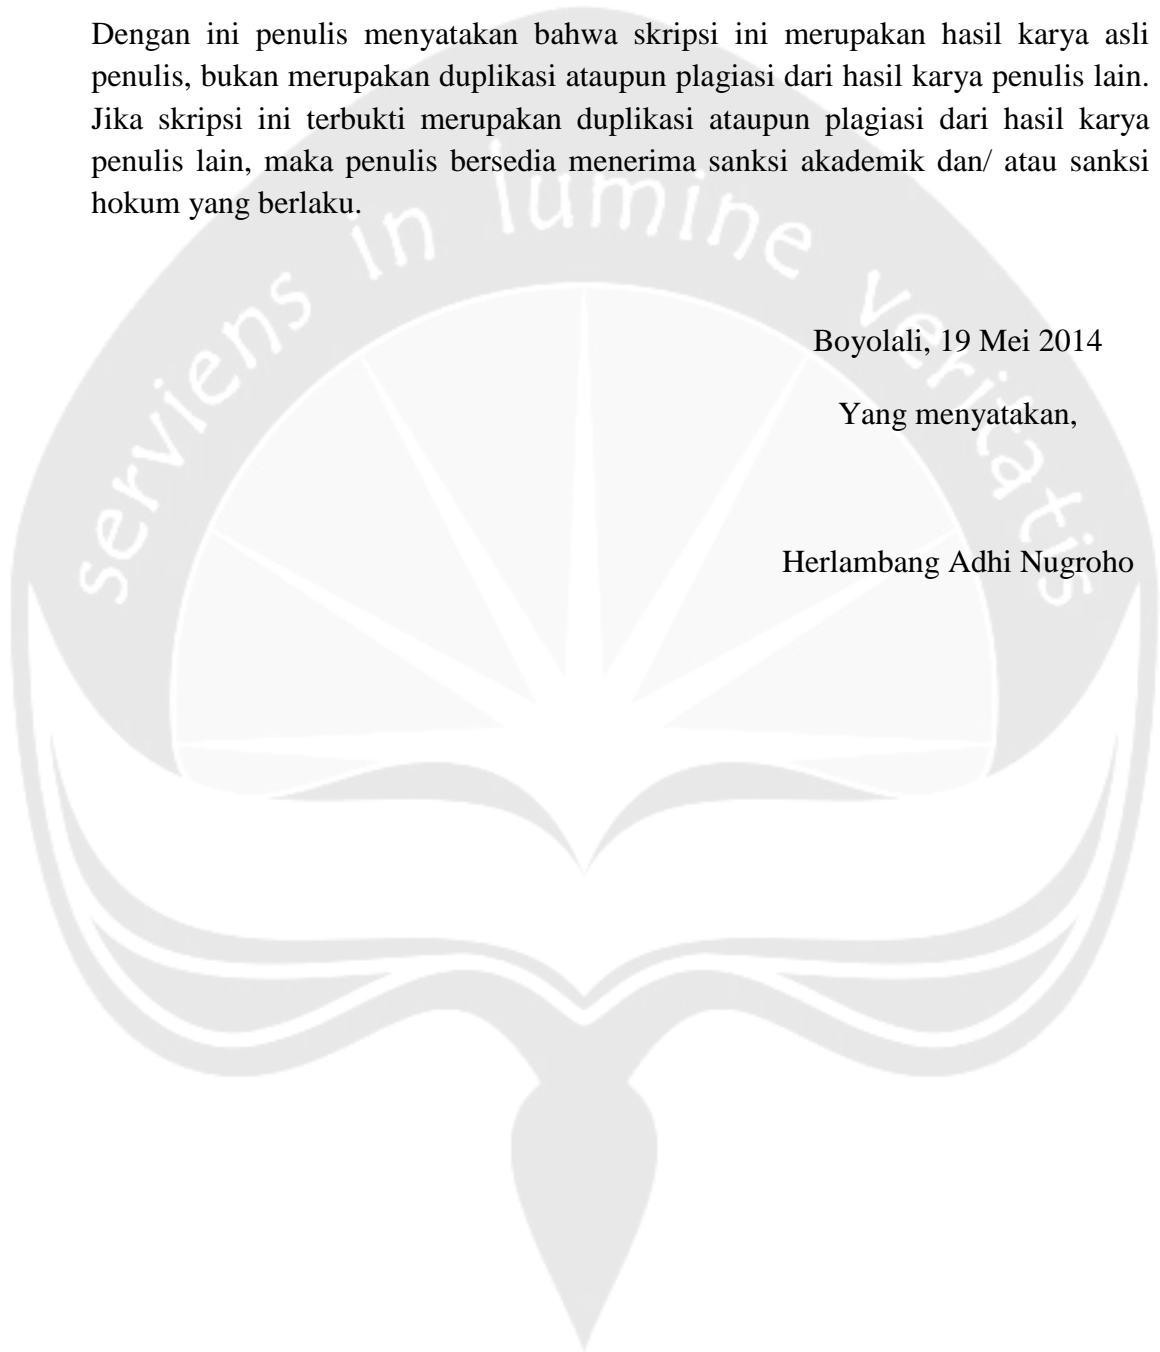 Dengan ini penulis menyatakan bahwa skripsi ini merupakan hasil karya asli
penulis, bukan merupakan duplikasi ataupun plagiasi dari hasil karya penulis lain.
Jika skripsi ini terbukti merupakan duplikasi ataupun plagiasi dari hasil karya
penulis lain, maka penulis bersedia menerima sanksi akademik dan/ atau sanksi
hokum yang berlaku.
serviens in lumine veritatis
Boyolali, 19 Mei 2014
Yang menyatakan,
Herlambang Adhi Nugroho